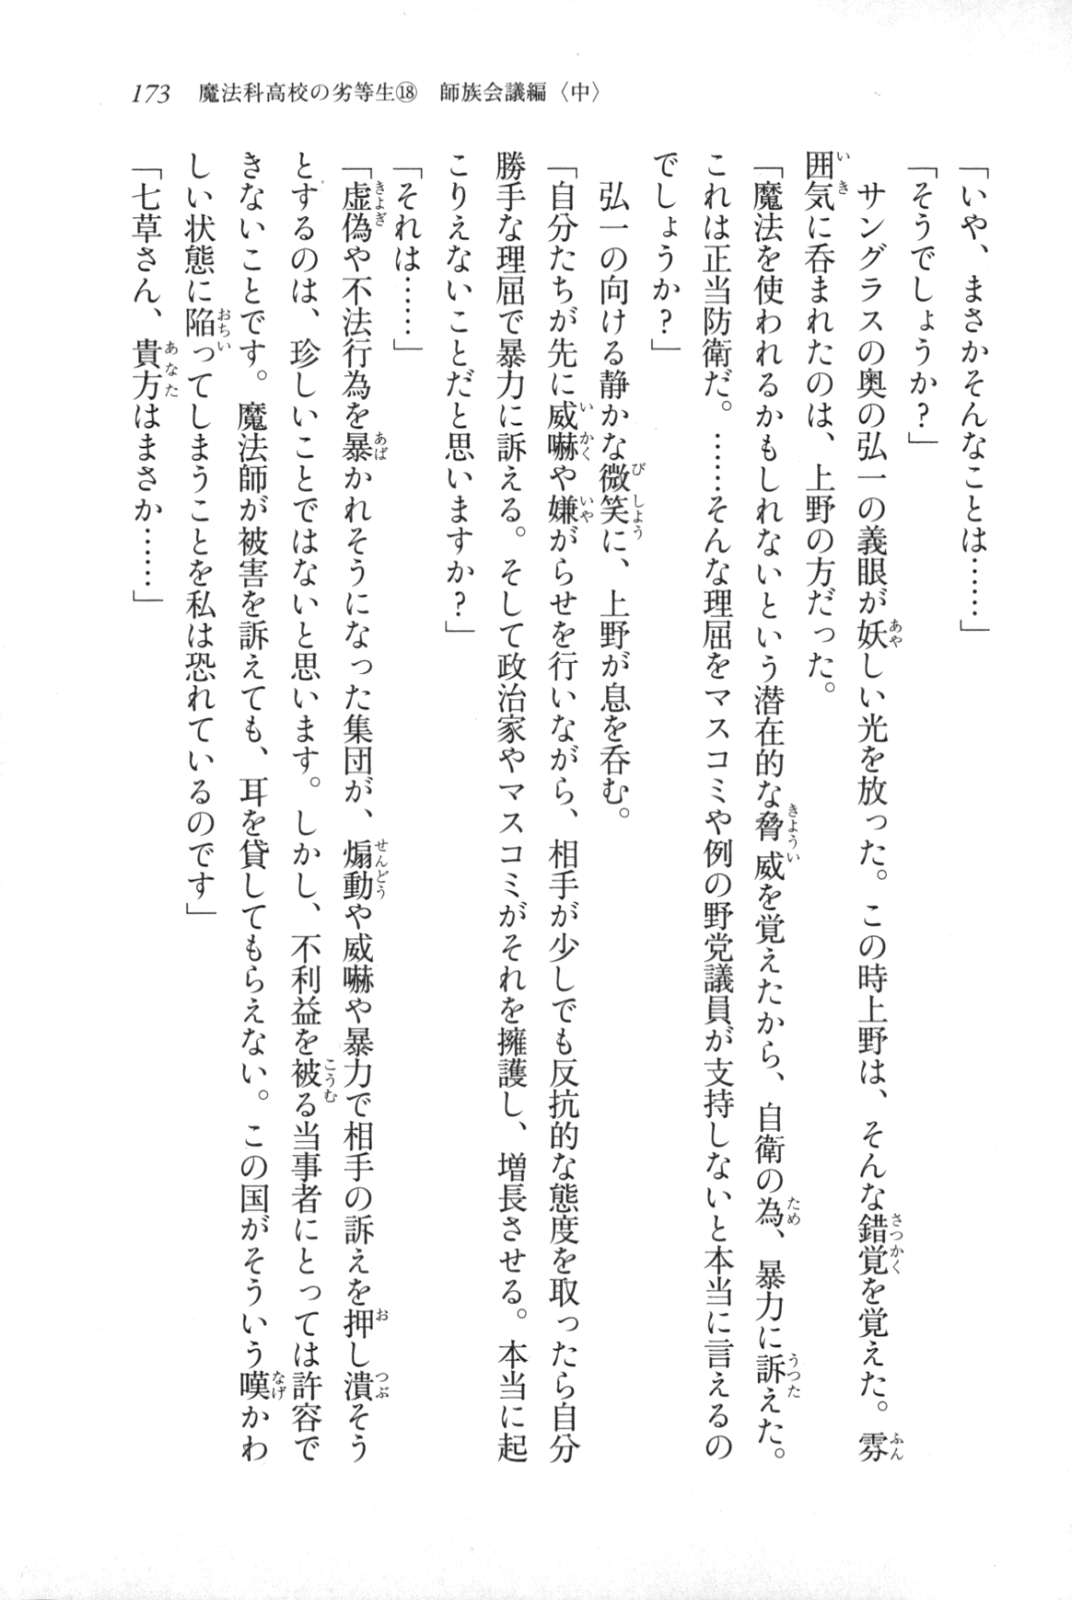 173　魔法科高校の劣等生⑱　師族会議編〈中〉
「いや、まさかそんなことは……」
「そうでしょうか？」
　サングラスの奥の弘一の義眼が妖しい光を放った。この時上野は、そんな錯覚を覚えた。雰
囲気に呑まれたのは、上野の方だった。
「魔法を使われるかもしれないという潜在的な脅威を覚えたから、自衛の為、暴力に訴えた。
これは正当防衛だ。……そんな理屈をマスコミや例の野党議員が支持しないと本当に言えるの
でしょうか？」
　弘一の向ける静かな微笑に、上野が息を呑む。
「自分たちが先に威嚇や嫌がらせを行いながら、相手が少しでも反抗的な態度を取ったら自分
勝手な理屈で暴力に訴える。そして政治家やマスコミがそれを擁護し、増長させる。本当に起
こりえないことだと思いますか？」
「それは……」
「虚偽や不法行為を暴かれそうになった集団が、煽動や威嚇や暴力で相手の訴えを押し潰そう
とするのは、珍しいことではないと思います。しかし、不利益を被る当事者にとっては許容で
きないことです。魔法師が被害を訴えても、耳を貸してもらえない。この国がそういう嘆かわ
しい状態に陥ってしまうことを私は恐れているのです」
「七草さん、貴方はまさか……」